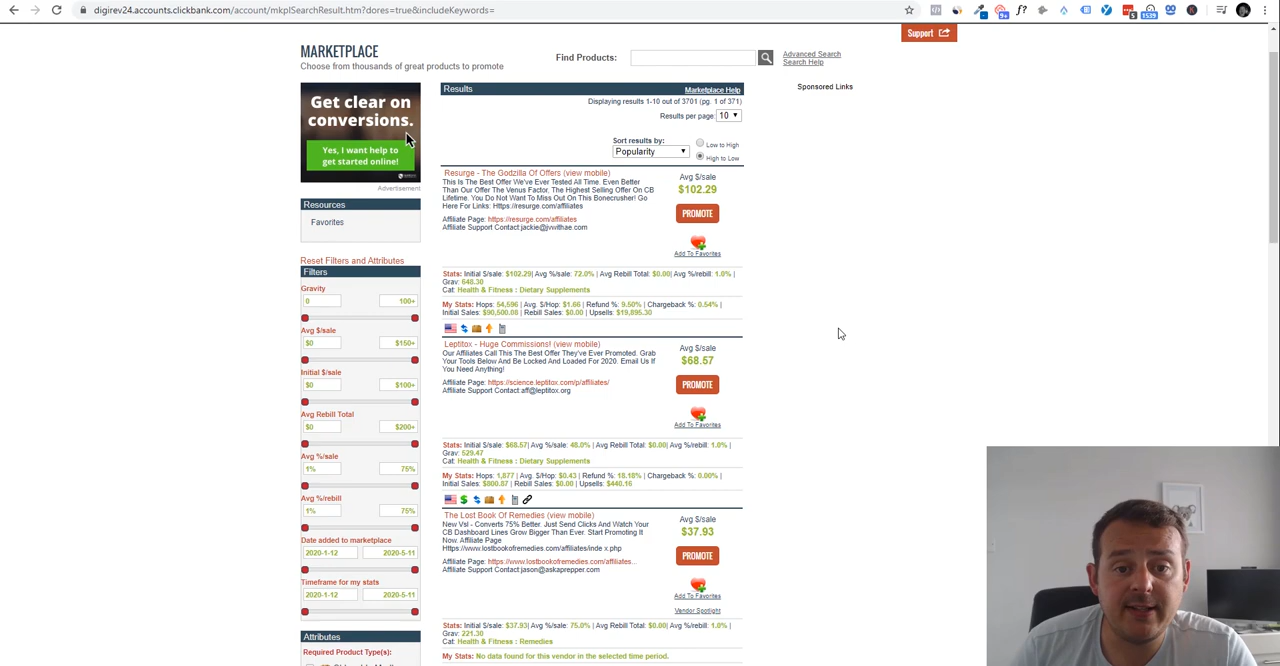 digirev24.accounts.clickbank.com/account/mkplSearchResult.htm?dores=true&includeKeywords=
Support
MARKETPLACE
Choose from thousands of great products to promote
Find Products:
Advanced Search
Search Help
Get clear on
conversions.
Yes, I want help to
get started online!
Advertisement
Resources
Favorites
Reset Filters and Attributes
Filters
Gravity
0 100+
Avg $/sale
$0 $150+
Initial $/sale
$0 $100+
Avg Rebill Total
$0 $200+
Avg %/sale
1% 75%
Avg %/rebill
1% 75%
Date added to marketplace
2020-1-12 2020-5-11
Timeframe for my stats
2020-1-12 2020-5-11
Attributes
Required Product Type(s):
Results Marketplace Help
Displaying results 1-10 out of 3701 (pg. 1 of 371)
Results per page: 10
Sort results by:
Popularity
Low to High
High to Low
Resurge - The Godzilla Of Offers (view mobile)
This Is The Best Offer We've Ever Tested All Time. Even Better
Than Our Offer The Venus Factor, The Highest Selling Offer On CB
Lifetime. You Do Not Want To Miss Out On This Bonecrusher! Go
Here For Links: Https://resurge.com/affiliates
Affiliate Page: https://resurge.com/affiliates
Affiliate Support Contact:jackie@jvwithae.com
Avg $/sale
$102.29
PROMOTE
Add To Favorites
Stats: Initial $/sale: $102.29| Avg %/sale: 72.0% | Avg Rebill Total: $0.00| Avg %/rebill: 1.0% |
Grav: 648.30
Cat: Health & Fitness : Dietary Supplements
My Stats: Hops: 54,596 | Avg. $/Hop: $1.66 | Refund %: 9.50% | Chargeback %: 0.54% |
Initial Sales: $90,500.08 | Rebill Sales: $0.00 | Upsells: $19,895.30
Leptitox - Huge Commissions! (view mobile)
Our Affiliates Call This The Best Offer They've Ever Promoted. Grab
Your Tools Below And Be Locked And Loaded For 2020. Email Us If
You Need Anything!
Affiliate Page: https://science.leptitox.com/p/affiliates/
Affiliate Support Contact:aff@leptitox.org
Avg $/sale
$68.57
PROMOTE
Add To Favorites
Stats: Initial $/sale: $68.57| Avg %/sale: 48.0% | Avg Rebill Total: $0.00| Avg %/rebill: 1.0% |
Grav: 529.47
Cat: Health & Fitness : Dietary Supplements
My Stats: Hops: 1,877 | Avg. $/Hop: $0.43 | Refund %: 18.18% | Chargeback %: 0.00% |
Initial Sales: $800.87 | Rebill Sales: $0.00 | Upsells: $440.16
The Lost Book Of Remedies (view mobile)
New Vsl - Converts 75% Better. Just Send Clicks And Watch Your
CB Dashboard Lines Grow Bigger Than Ever. Start Promoting It
Now. Affiliate Page
Https://www.lostbookofremedies.com/affiliates/inde x.php
Affiliate Page: https://www.lostbookofremedies.com/affiliates...
Affiliate Support Contact:jason@askaprepper.com
Avg $/sale
$37.93
PROMOTE
Add To Favorites
Vendor Spotlight
Stats: Initial $/sale: $37.93| Avg %/sale: 75.0% | Avg Rebill Total: $0.00| Avg %/rebill: 1.0% |
Grav: 221.30
Cat: Health & Fitness : Remedies
My Stats: No data found for this vendor in the selected time period.
Sponsored Links